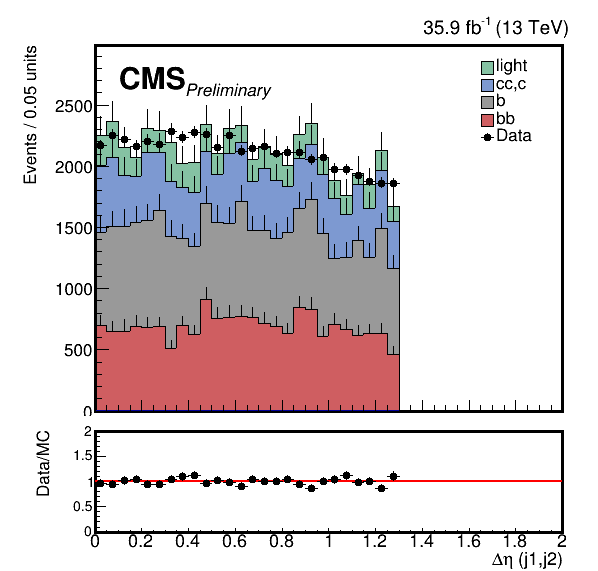 35.9 fb⁻¹ (13 TeV)
CMS Preliminary
light
cc,c
b
bb
Data
Events / 0.05 units
2500
2000
1500
1000
500
0
Data/MC
2
1.5
1
0.5
0
0 0.2 0.4 0.6 0.8 1 1.2 1.4 1.6 1.8 2
Δη (j1,j2)